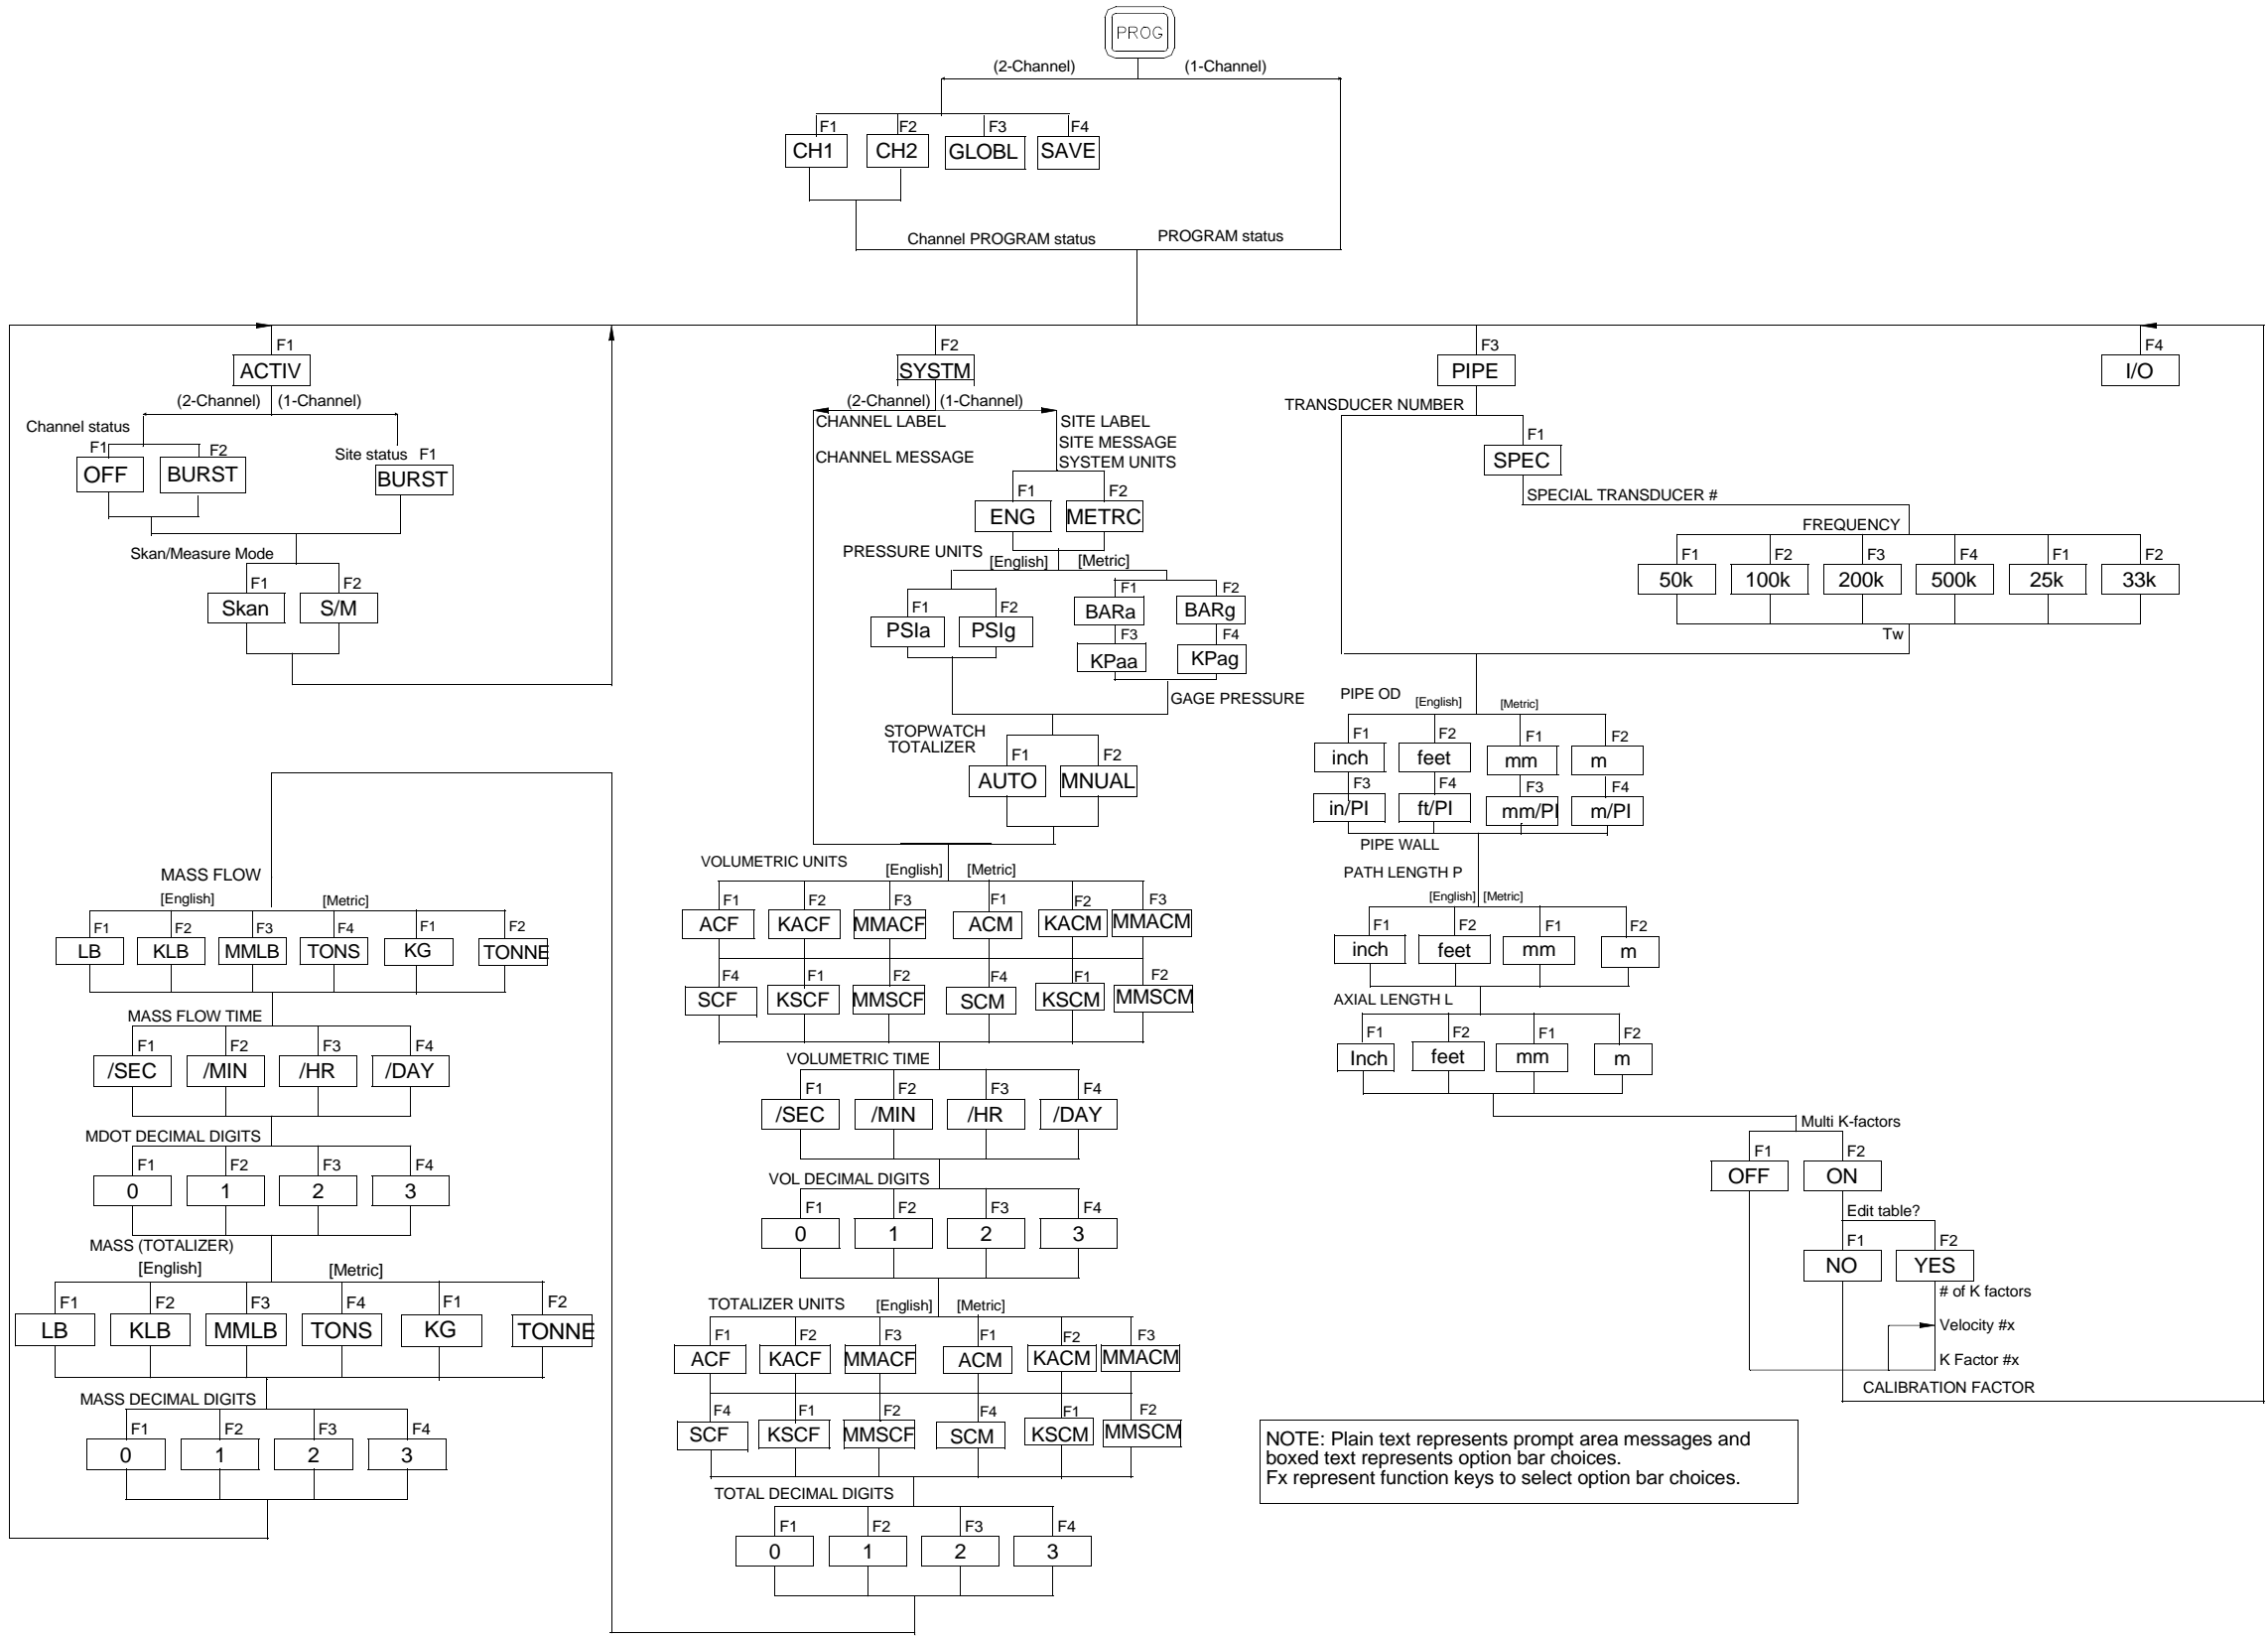 PROG
(2-Channel) (1-Channel)
F1 F2 F3 F4
CH1 CH2 GLOBL SAVE
Channel PROGRAM status PROGRAM status
F1
ACTIV
(2-Channel) (1-Channel)
Channel status
F1 F2
OFF BURST
Site status F1
BURST
Skan/Measure Mode
F1 F2
Skan S/M
MASS FLOW
[English] [Metric]
F1 F2 F3 F4 F1 F2
LB KLB MMLB TONS KG TONNE
MASS FLOW TIME
F1 F2 F3 F4
/SEC /MIN /HR /DAY
MDOT DECIMAL DIGITS
F1 F2 F3 F4
0 1 2 3
MASS (TOTALIZER)
[English] [Metric]
F1 F2 F3 F4 F1 F2
LB KLB MMLB TONS KG TONNE
MASS DECIMAL DIGITS
F1 F2 F3 F4
0 1 2 3
F2
SYSTM
(2-Channel) (1-Channel)
CHANNEL LABEL SITE LABEL
SITE MESSAGE
CHANNEL MESSAGE SYSTEM UNITS
F1 F2
ENG METRC
PRESSURE UNITS
[English] [Metric]
F1 F2
BARa BARg
F1 F2
PSIa PSIg
F3 F4
KPaa KPag
GAGE PRESSURE
STOPWATCH
TOTALIZER
F1 F2
AUTO MNUAL
VOLUMETRIC UNITS [English] [Metric]
F1 F2 F3 F1 F2 F3
ACF KACF MMACF ACM KACM MMACM
F4 F1 F2 F4 F1 F2
SCF KSCF MMSCF SCM KSCM MMSCM
VOLUMETRIC TIME
F1 F2 F3 F4
/SEC /MIN /HR /DAY
VOL DECIMAL DIGITS
F1 F2 F3 F4
0 1 2 3
TOTALIZER UNITS [English] [Metric]
F1 F2 F3 F1 F2 F3
ACF KACF MMACF ACM KACM MMACM
F4 F1 F2 F4 F1 F2
SCF KSCF MMSCF SCM KSCM MMSCM
TOTAL DECIMAL DIGITS
F1 F2 F3 F4
0 1 2 3
F3
PIPE
TRANSDUCER NUMBER
F1
SPEC
SPECIAL TRANSDUCER #
FREQUENCY
F1 F2 F3 F4 F1 F2
50k 100k 200k 500k 25k 33k
Tw
PIPE OD [English] [Metric]
F1 F2 F1 F2
inch feet mm m
F3 F4 F3 F4
in/PI ft/PI mm/PI m/PI
PIPE WALL
PATH LENGTH P
[English] [Metric]
F1 F2 F1 F2
inch feet mm m
AXIAL LENGTH L
F1 F2 F1 F2
Inch feet mm m
Multi K-factors
F1 F2
OFF ON
Edit table?
F1 F2
NO YES
# of K factors
Velocity #x
K Factor #x
CALIBRATION FACTOR
F4
I/O
NOTE: Plain text represents prompt area messages and
boxed text represents option bar choices.
Fx represent function keys to select option bar choices.